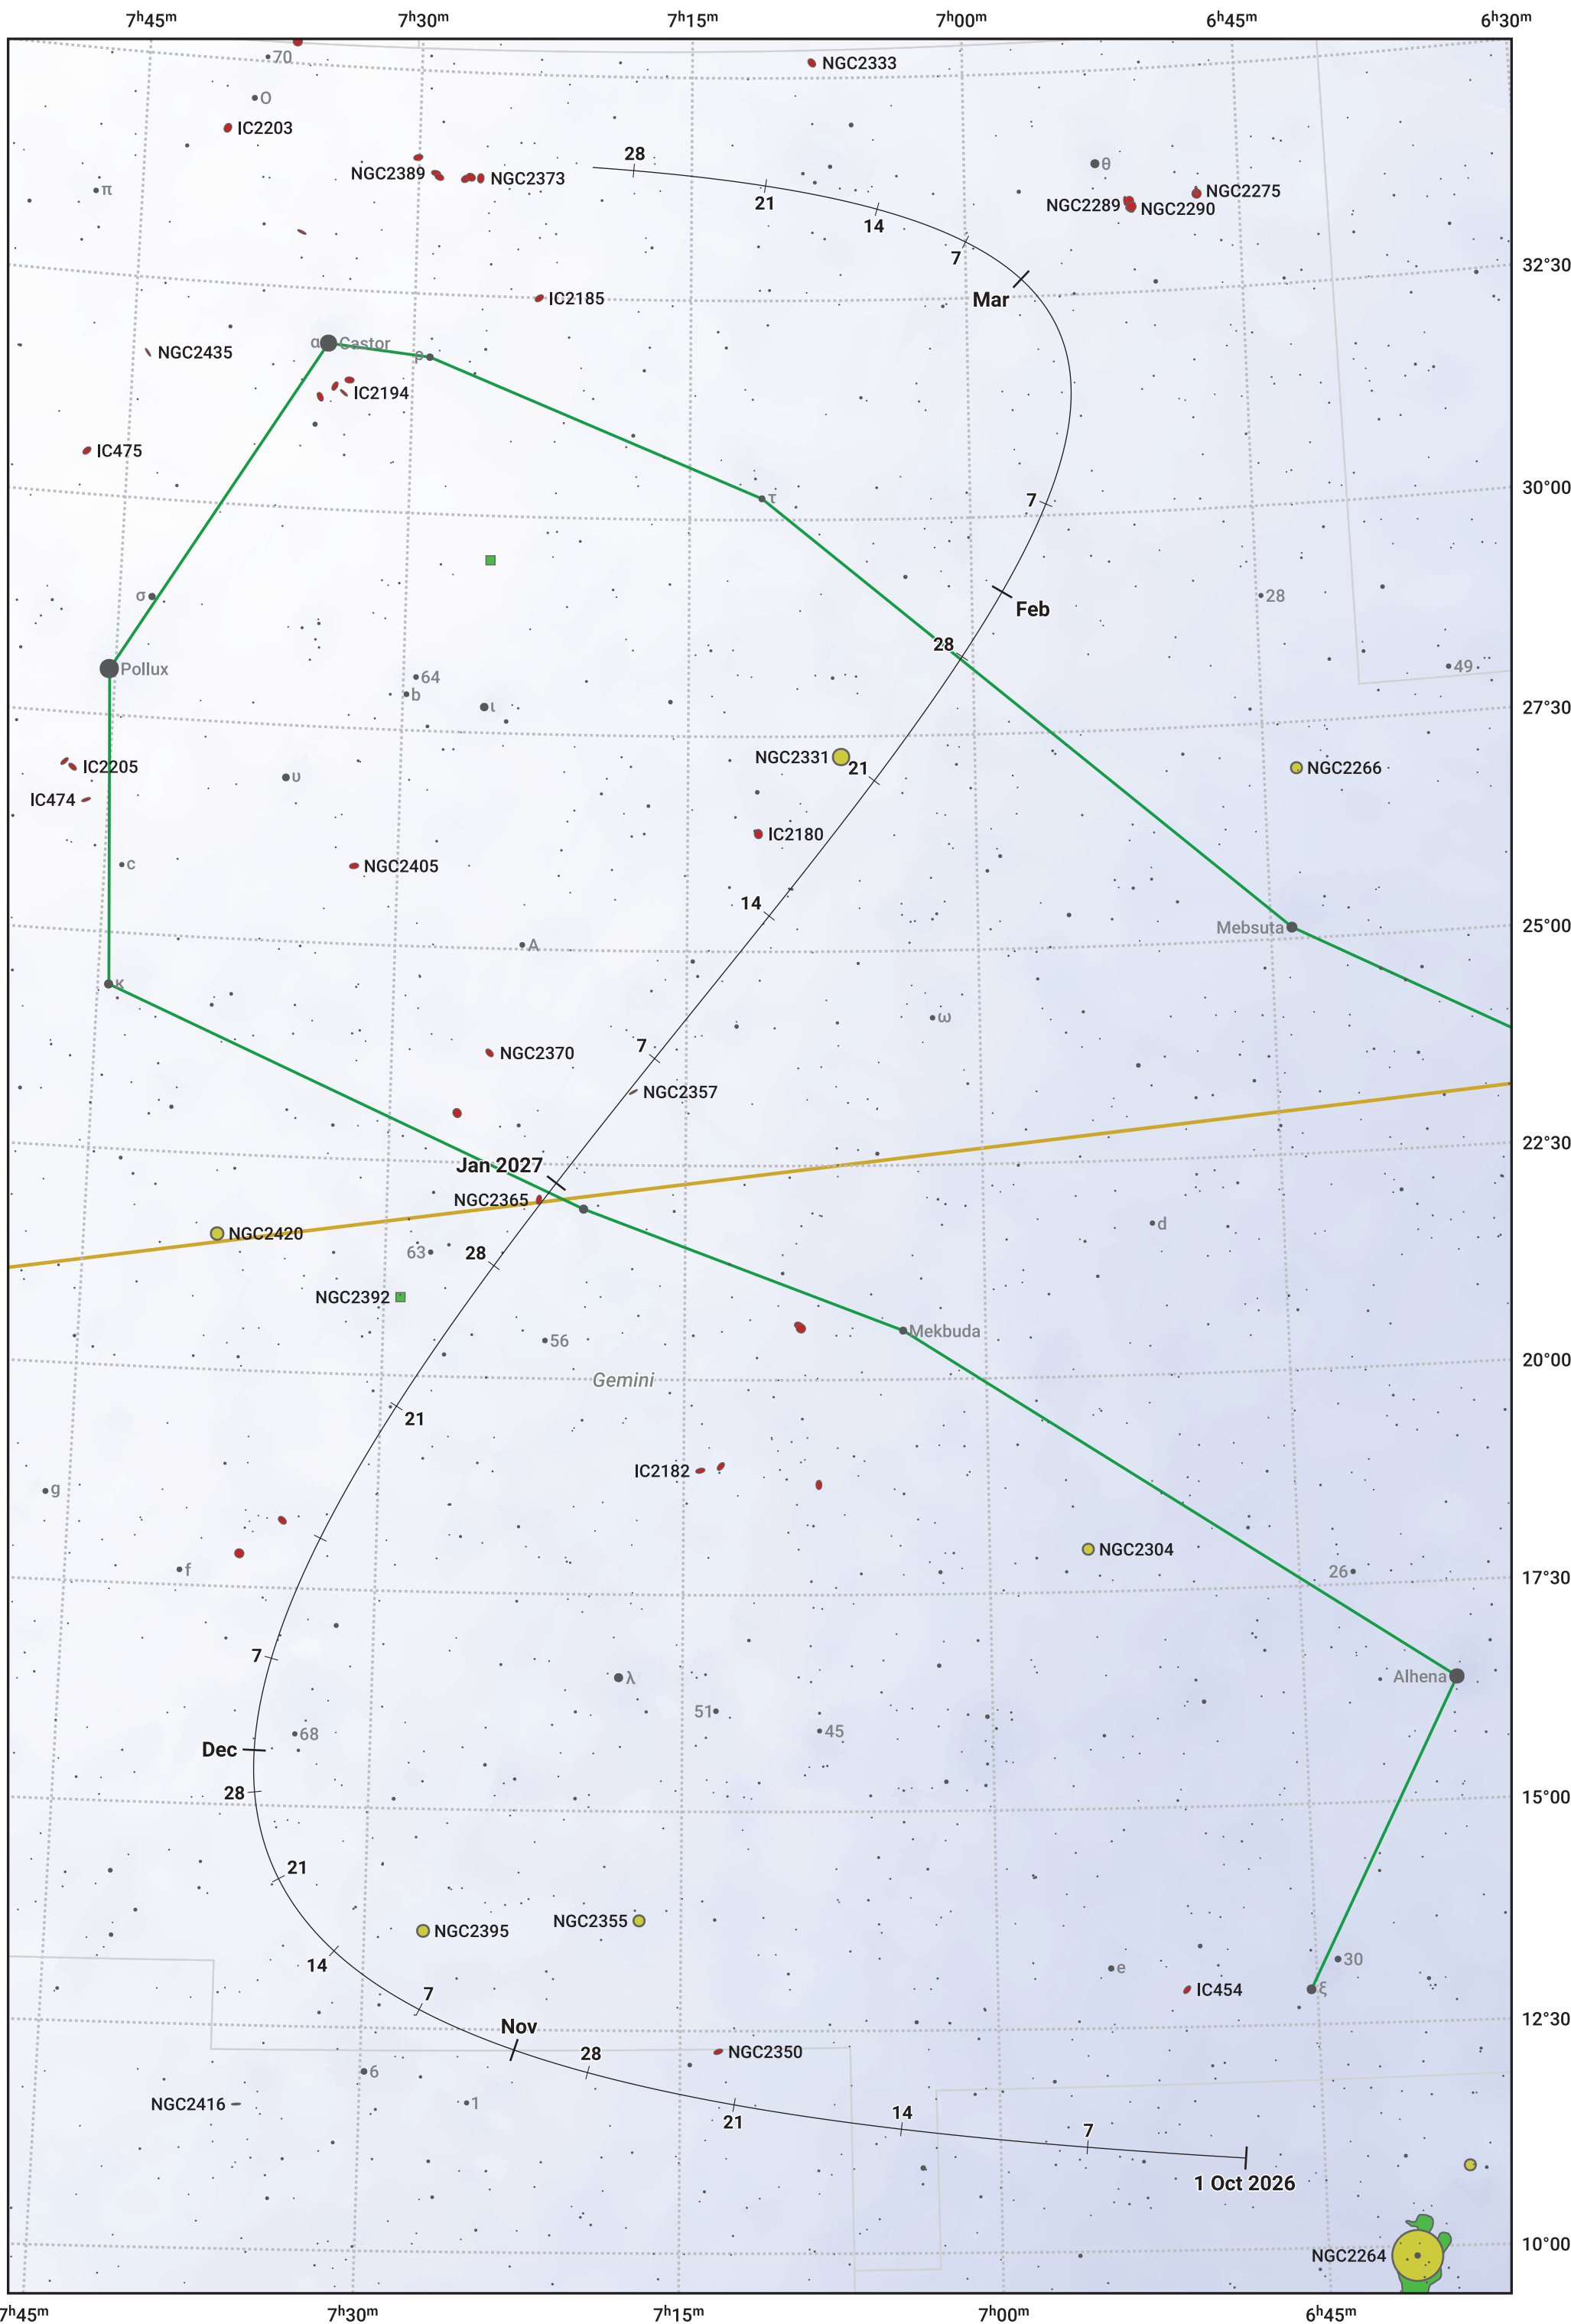 7h45m 7h30m 7h15m 7h00m 6h45m 6h30m
70
NGC2333
O
IC2203
28
NGC2389
NGC2373
θ
π
NGC2275
21
NGC2289
NGC2290
14
7
32°30
Mar
IC2185
α Castor
ρ
NGC2435
IC2194
IC475
30°00
τ
7
σ
28
Feb
28
Pollux
49
64
b
ι
27°30
NGC2331
21
IC2205
NGC2266
υ
IC474
IC2180
c
NGC2405
14
25°00
Mebsuta
A
κ
ω
7
NGC2370
NGC2357
22°30
Jan 2027
NGC2365
d
NGC2420
63
28
NGC2392
Mekbuda
56
20°00
Gemini
21
IC2182
g
NGC2304
f
26
17°30
7
Alhena
λ
51
45
68
Dec
28
15°00
21
NGC2395
NGC2355
14
30
e
IC454
ξ
7
12°30
Nov
28
NGC2350
6
NGC2416
1
14
21
7
1 Oct 2026
10°00
NGC2264
7h45m 7h30m 7h15m 7h00m 6h45m